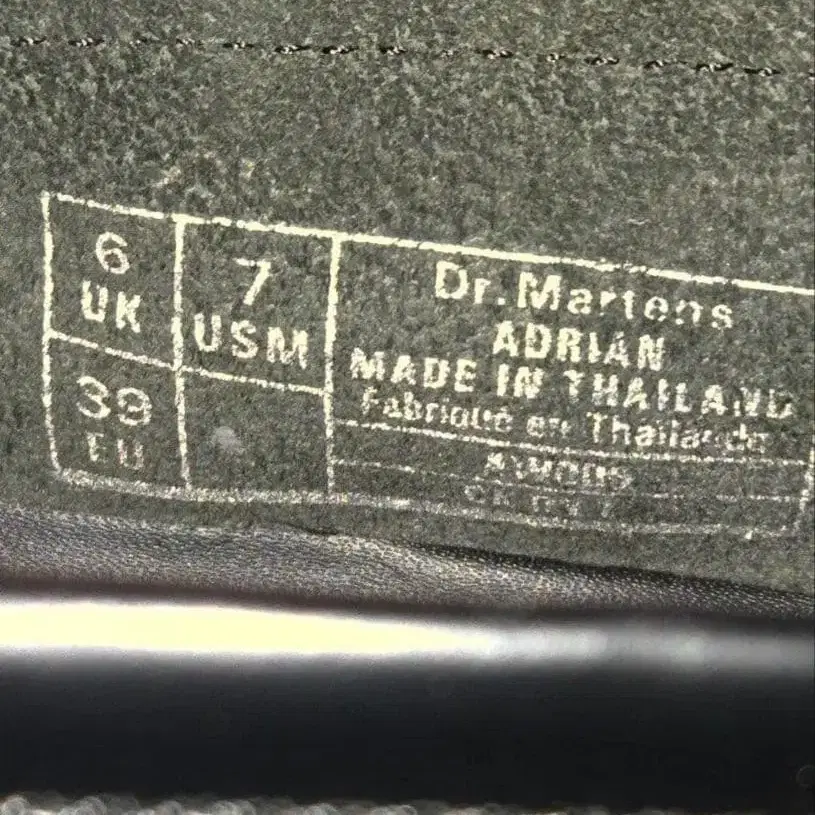 6
UK
7
USM
39
EU
Dr.Martens
ADRIAN
MADE IN THAILAND
Fabriqué en Thaïlande